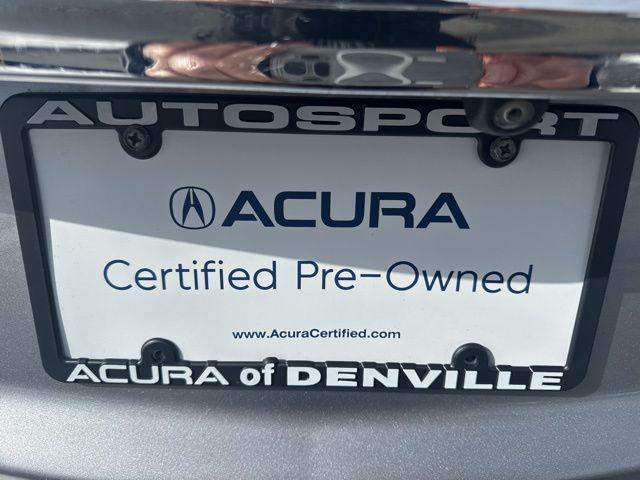 AUTOSPORT
ACURA
Certified Pre-Owned
www.AcuraCertified.com
ACURA of DENVILLE